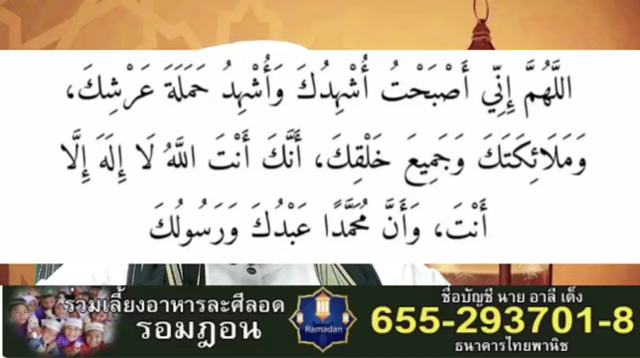 اللَّهُمَّ إِنِّي أَصْبَحْتُ أُشْهِدُكَ وَأُشْهِدُ حَمَلَةَ عَرْشِكَ،
وَمَلَائِكَتَكَ وَجَمِيعَ خَلْقِكَ، أَنَّكَ أَنْتَ اللَّهُ لَا إِلَهَ إِلَّا
أَنْتَ، وَأَنَّ مُحَمَّدًا عَبْدُكَ وَرَسُولُكَ
ร่วมเลี้ยงอาหารละศีลอด
รอมฎอน
Ramadan
ชื่อบัญชี นาย อาลี เด็ง
655-293701-8
ธนาคารไทยพานิช